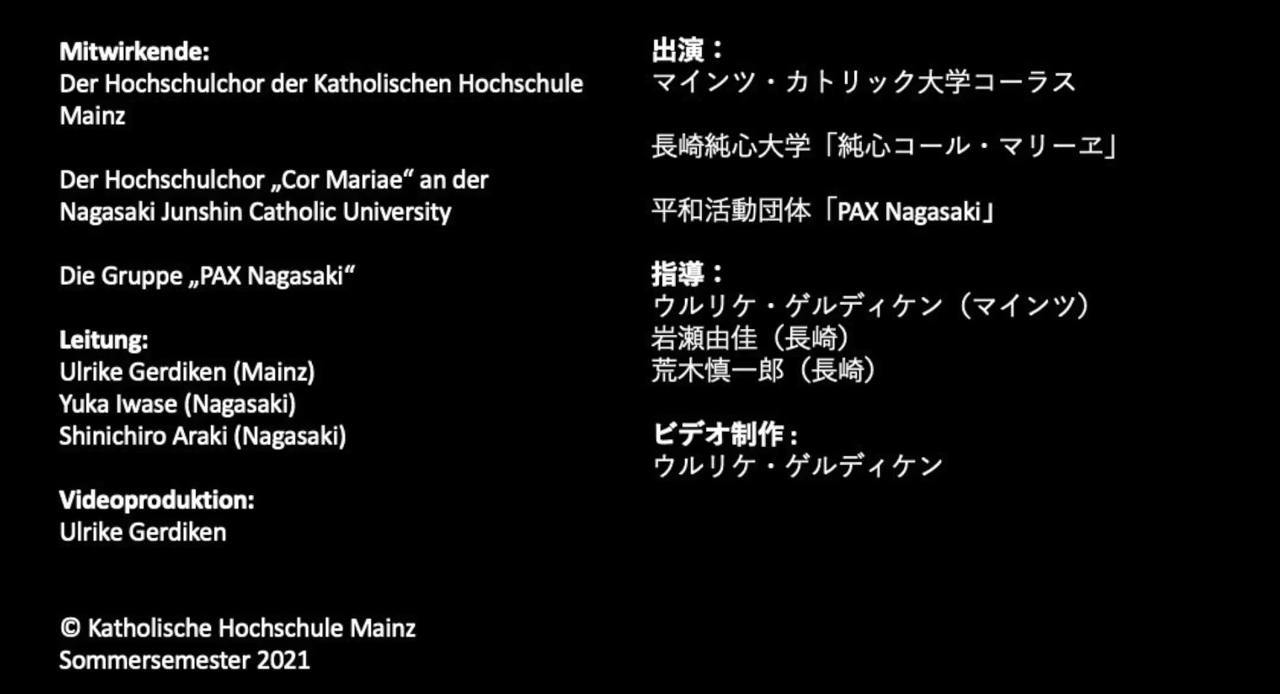 Mitwirkende:
Der Hochschulchor der Katholischen Hochschule
Mainz
Der Hochschulchor „Cor Mariae“ an der
Nagasaki Junshin Catholic University
Die Gruppe „PAX Nagasaki“
Leitung:
Ulrike Gerdiken (Mainz)
Yuka Iwase (Nagasaki)
Shinichiro Araki (Nagasaki)
Videoproduktion:
Ulrike Gerdiken
© Katholische Hochschule Mainz
Sommersemester 2021
出演：
マインツ・カトリック大学コーラス
長崎純心大学「純心コール・マリーヱ」
平和活動団体「PAX Nagasaki」
指導：
ウルリケ・ゲルディケン（マインツ）
岩瀬由佳（長崎）
荒木慎一郎（長崎）
ビデオ制作：
ウルリケ・ゲルディケン